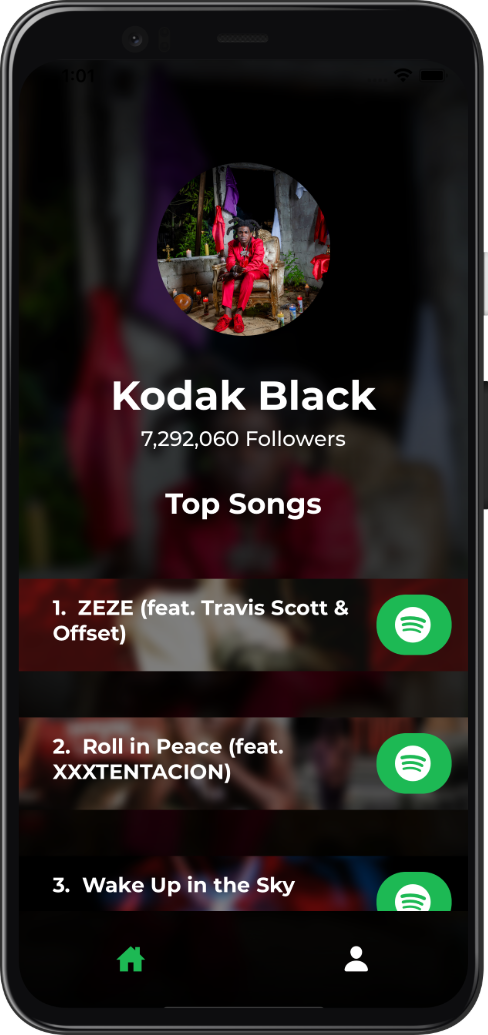 1:01
Kodak Black
7,292,060 Followers
Top Songs
1. ZEZE (feat. Travis Scott &
Offset)
2. Roll in Peace (feat.
XXXTENTACION)
3. Wake Up in the Sky